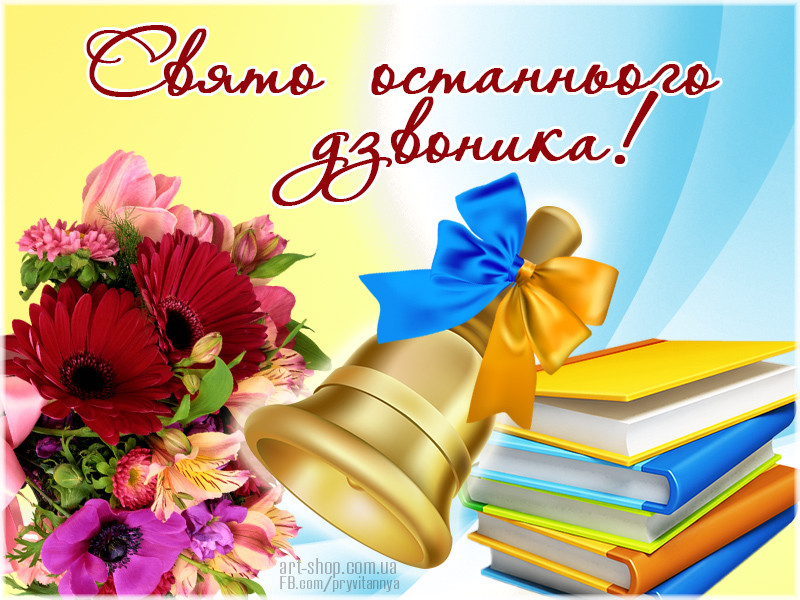 Свято останнього
дзвоника!
art-shop.com.ua
FB.com/pryvitannya